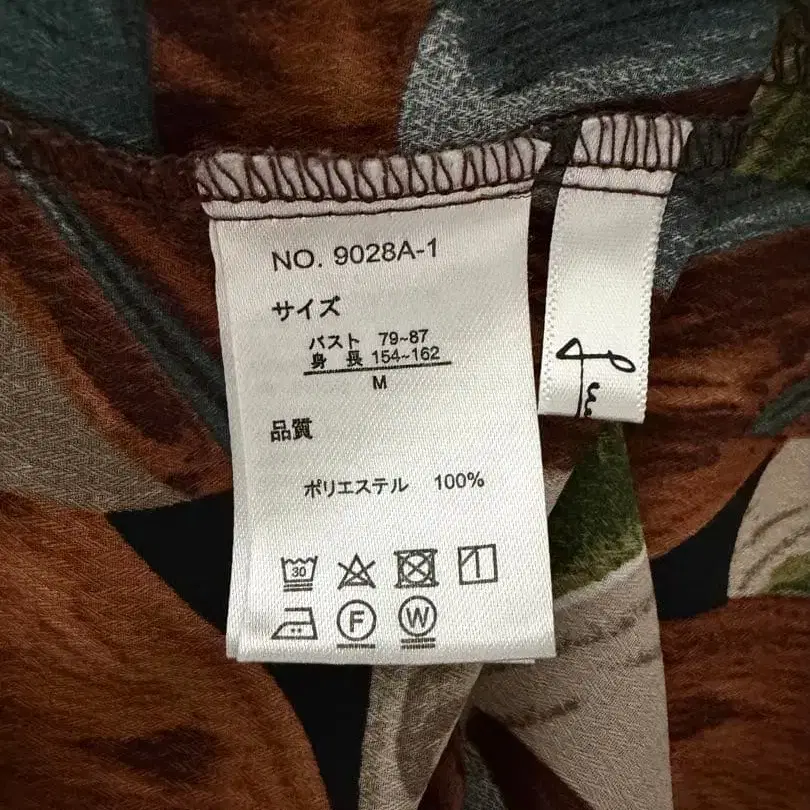 NO. 9028A-1
サイズ
バスト 79~87
身 長 154~162
M
品質
ポリエステル 100%
30
F W